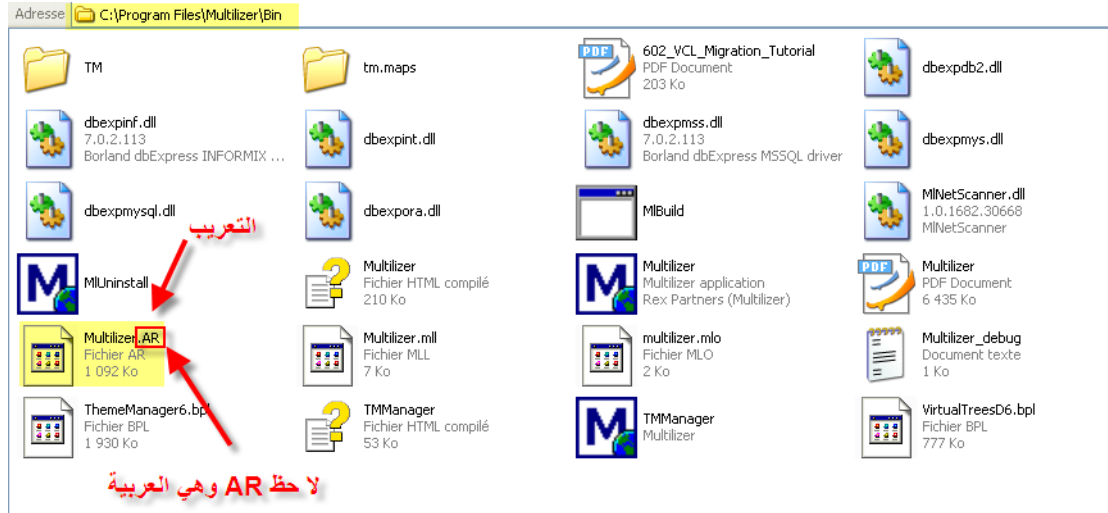 Adresse C:\Program Files\Multilizer\Bin
TM
tm.maps
602_VCL_Migration_Tutorial
PDF Document
203 Ko
dbexpdb2.dll
dbexpinf.dll
7.0.2.113
Borland dbExpress INFORMIX ...
dbexpint.dll
dbexpmss.dll
7.0.2.113
Borland dbExpress MSSQL driver
dbexpmys.dll
dbexpmysql.dll
dbexpora.dll
MlBuild
MlNetScanner.dll
1.0.1682.30668
MlNetScanner
التعريب
MlUninstall
Multilizer
Fichier HTML compilé
210 Ko
Multilizer
Multilizer application
Rex Partners (Multilizer)
Multilizer
PDF Document
6 435 Ko
Multilizer.AR
Fichier AR
1 092 Ko
Multilizer.mll
Fichier MLL
7 Ko
multilizer.mlo
Fichier MLO
2 Ko
Multilizer_debug
Document texte
1 Ko
ThemeManager6.bpl
Fichier BPL
1 930 Ko
TMManager
Fichier HTML compilé
53 Ko
TMManager
Multilizer
VirtualTreesD6.bpl
Fichier BPL
777 Ko
لا حظ AR وهي العربية